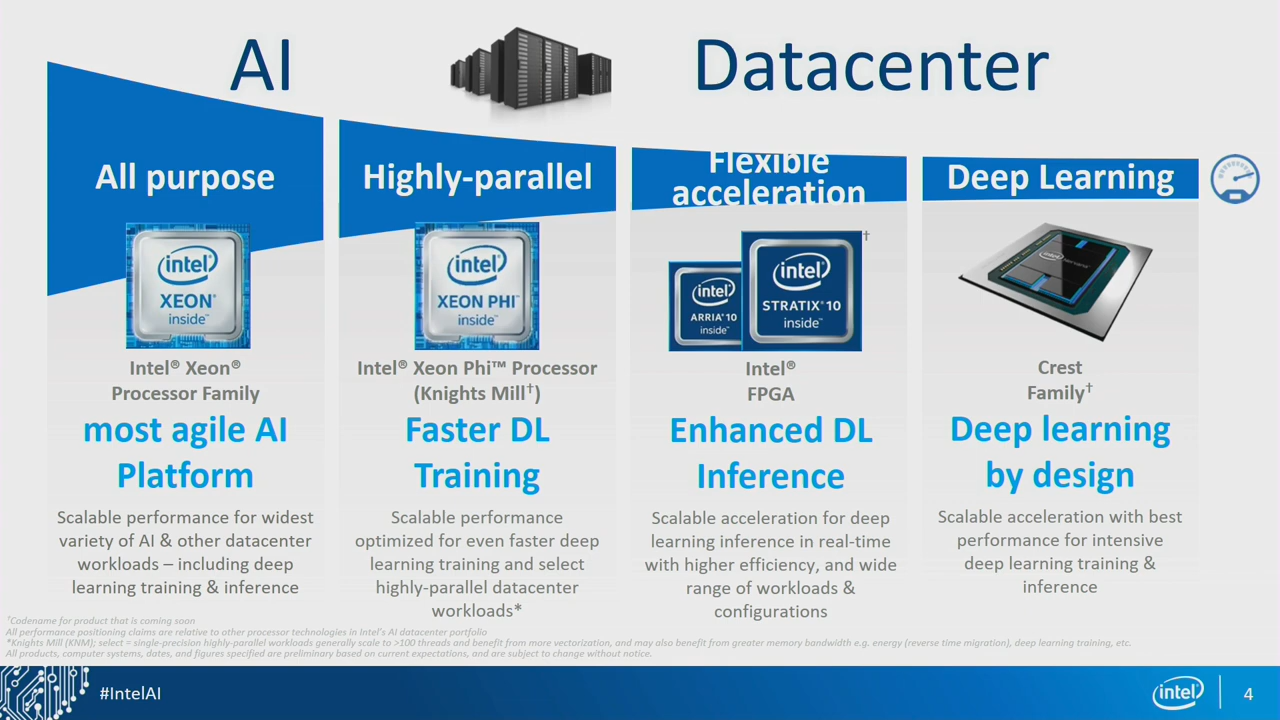 AI Datacenter
All purpose
Highly-parallel
Flexible
acceleration
Deep Learning
intel
XEON®
inside™
intel
XEON PHI™
inside™
intel
ARRIA® 10
inside™
†
intel
STRATIX® 10
inside™
intel
Intel® Xeon®
Processor Family
most agile AI
Platform
Scalable performance for widest
variety of AI & other datacenter
workloads – including deep
learning training & inference
Intel® Xeon Phi™ Processor
(Knights Mill†)
Faster DL
Training
Scalable performance
optimized for even faster deep
learning training and select
highly-parallel datacenter
workloads*
Intel®
FPGA
Enhanced DL
Inference
Scalable acceleration for deep
learning inference in real-time
with higher efficiency, and wide
range of workloads &
configurations
Crest
Family†
Deep learning
by design
Scalable acceleration with best
performance for intensive
deep learning training &
inference
†Codename for product that is coming soon
All performance positioning claims are relative to other processor technologies in Intel's AI datacenter portfolio
*Knights Mill (KNM); select = single-precision highly-parallel workloads generally scale to >100 threads and benefit from more vectorization, and may also benefit from greater memory bandwidth e.g. energy (reverse time migration), deep learning training, etc.
All products, computer systems, dates, and figures specified are preliminary based on current expectations, and are subject to change without notice.
#IntelAI
intel
4